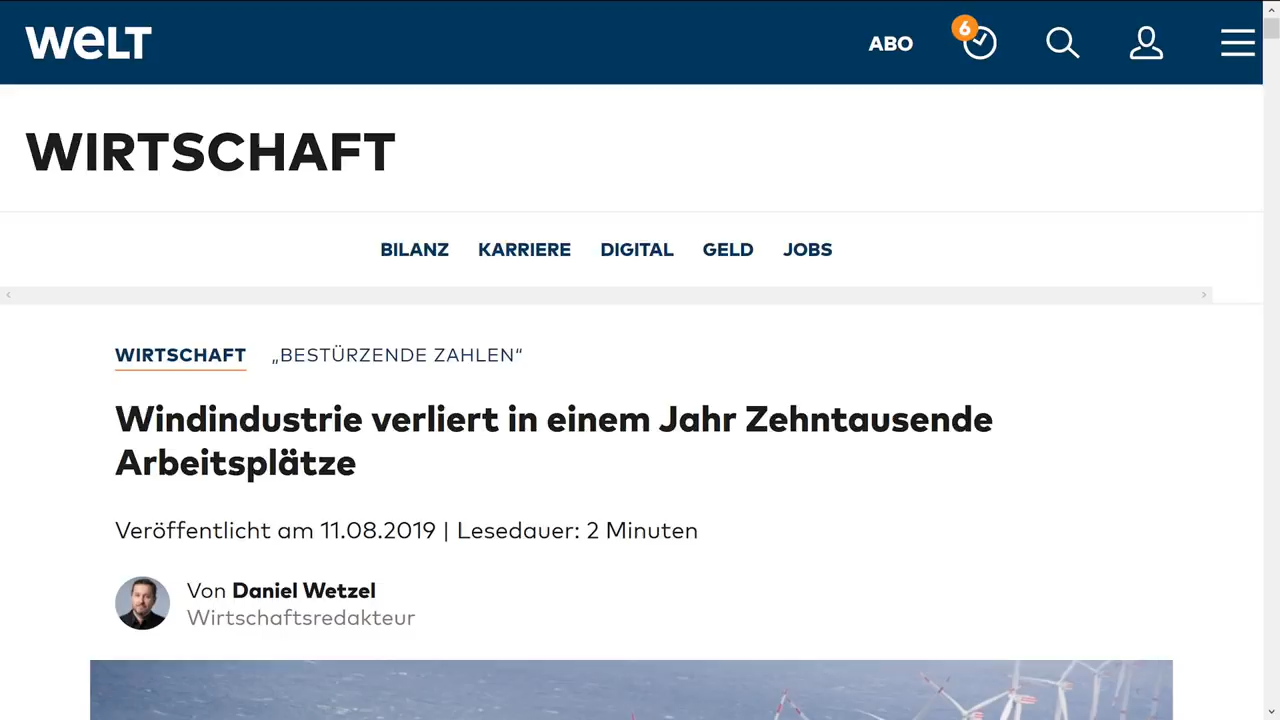 WELT
ABO
6
WIRTSCHAFT
BILANZ KARRIERE DIGITAL GELD JOBS
WIRTSCHAFT „BESTÜRZENDE ZAHLEN“
Windindustrie verliert in einem Jahr Zehntausende
Arbeitsplätze
Veröffentlicht am 11.08.2019 | Lesedauer: 2 Minuten
Von Daniel Wetzel
Wirtschaftsredakteur